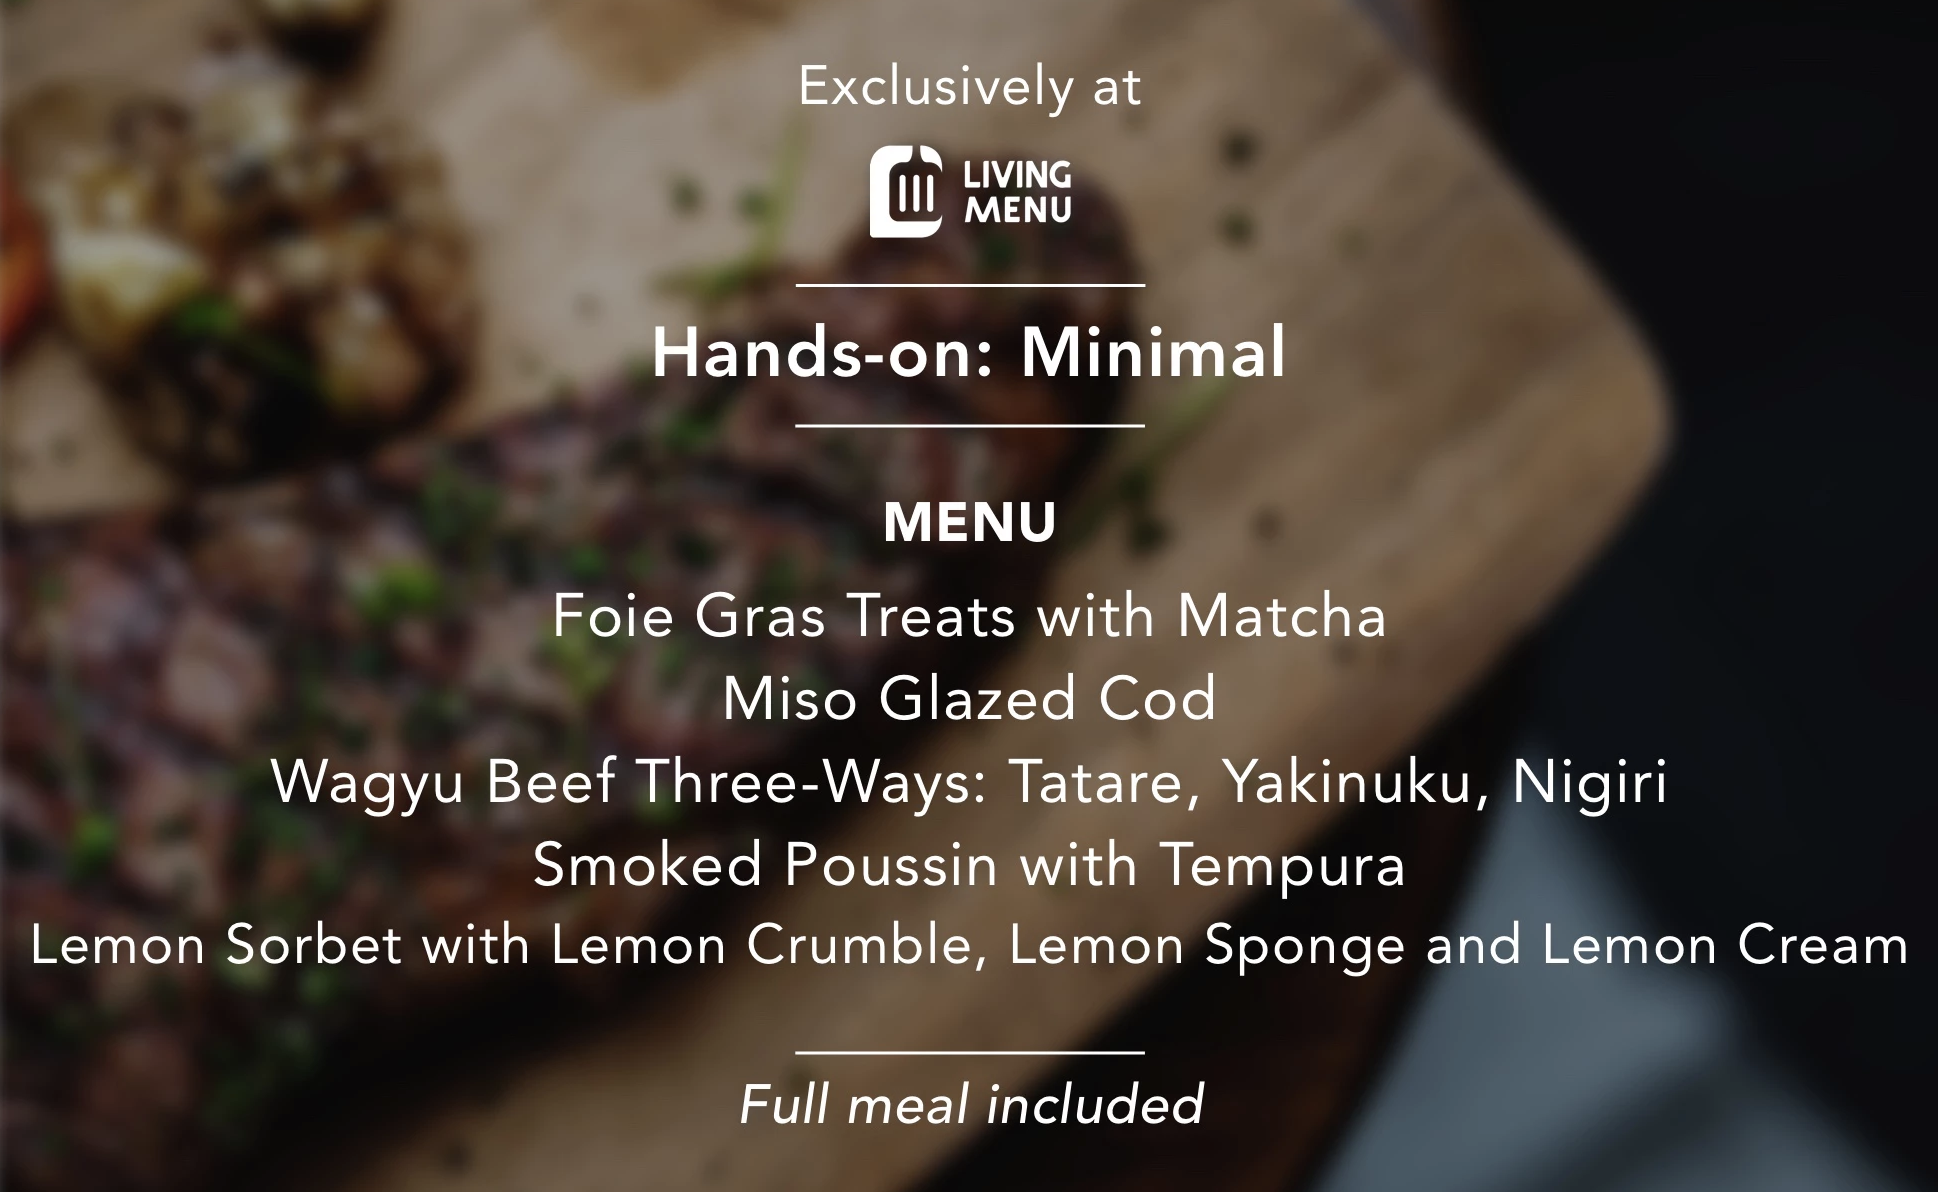 Exclusively at
LIVING
MENU
Hands-on: Minimal
MENU
Foie Gras Treats with Matcha
Miso Glazed Cod
Wagyu Beef Three-Ways: Tatare, Yakinuku, Nigiri
Smoked Poussin with Tempura
Lemon Sorbet with Lemon Crumble, Lemon Sponge and Lemon Cream
Full meal included